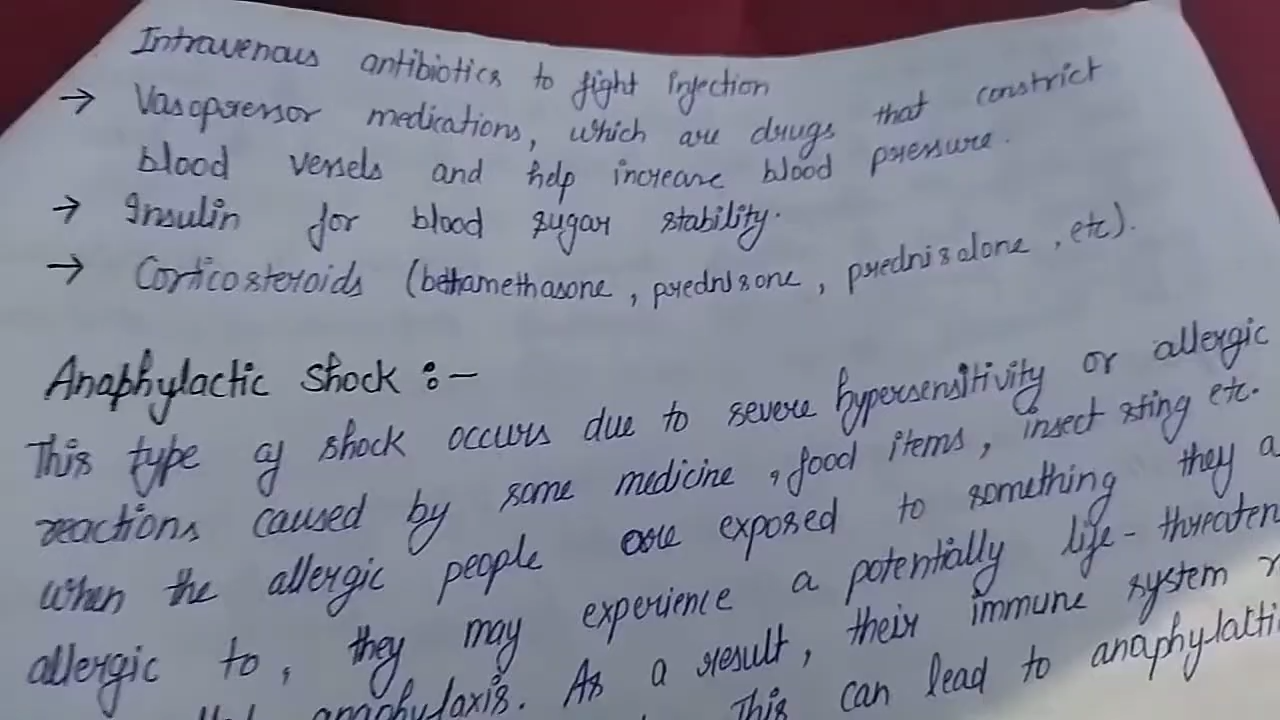 Intravenous antibiotics to fight injection
→ Vasopressor medications, which are drugs that constrict
blood vessels and help increase blood pressure.
→ Insulin for blood sugar stability.
→ Corticosteroids (bethamethasone, prednisone, prednisalone, etc).
Anaphylactic shock :-
This type of shock occurs due to severe hypersensitivity or allergic
reactions caused by some medicine, food items, insect sting etc.
When the allergic people are exposed to something they
allergic to, they may experience a potentially life-threaten
anaphylaxis. As a result, their immune system
This can lead to anaphylacti